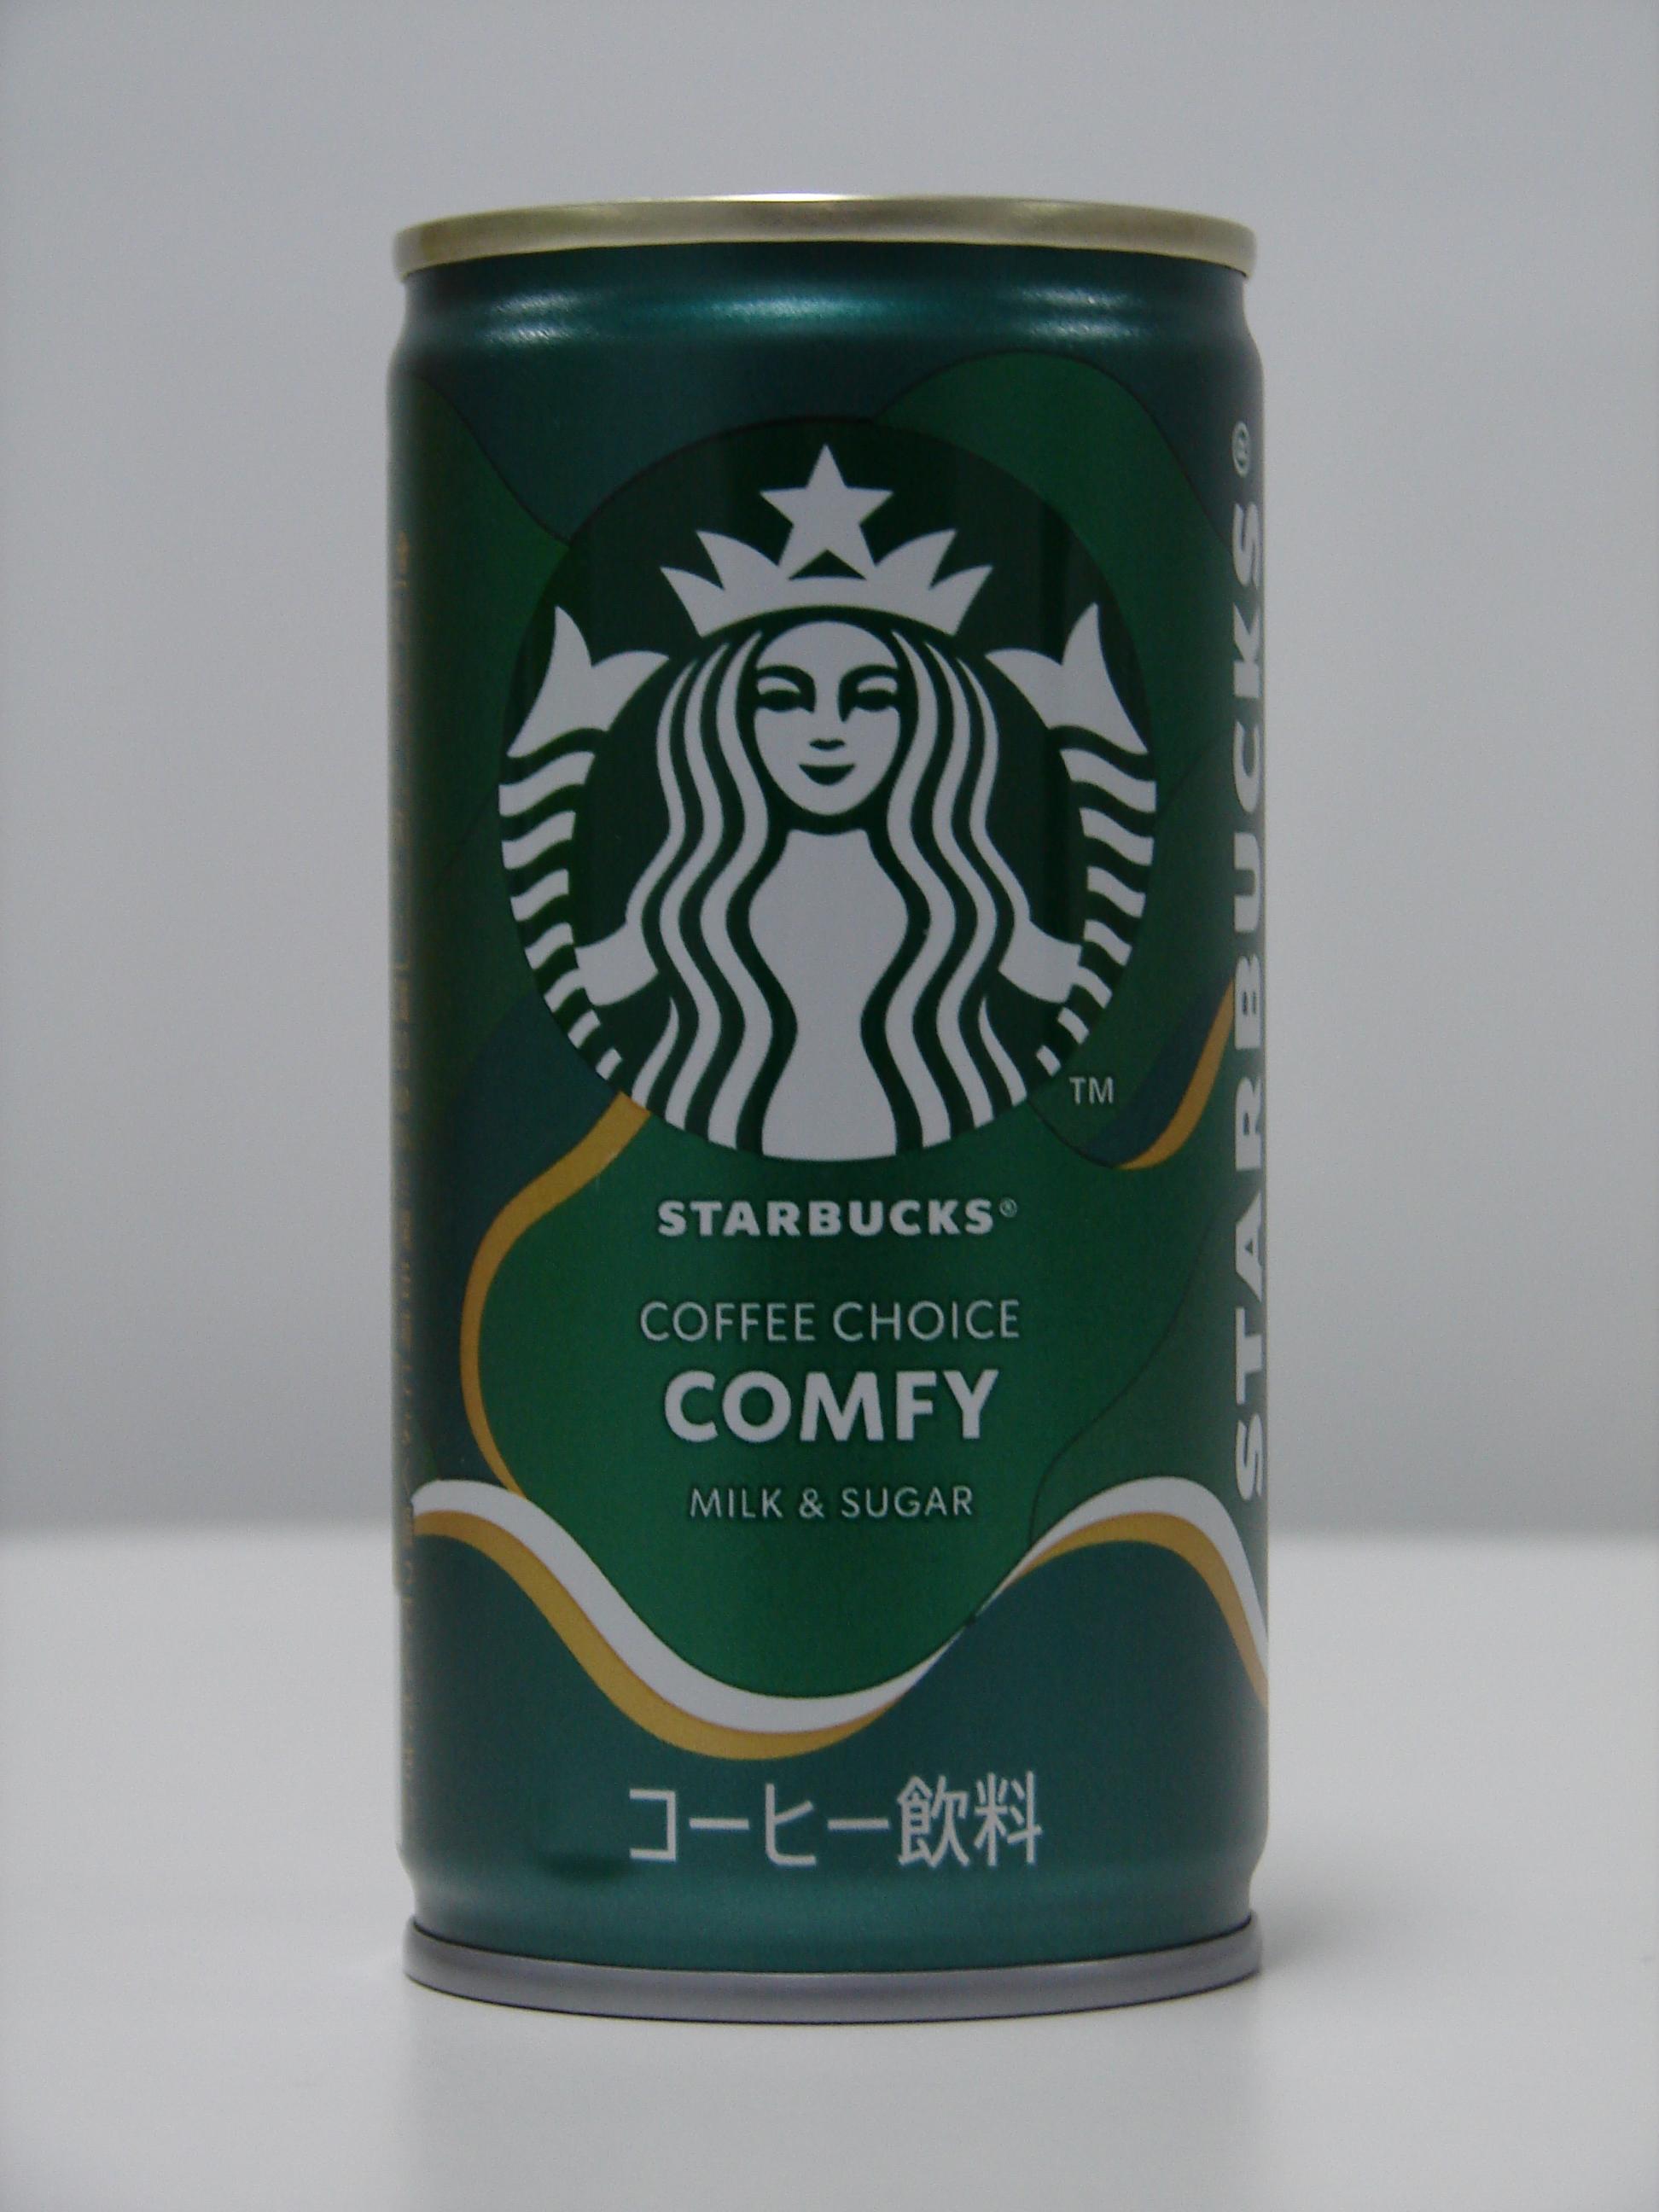 TM
STARBUCKS®
COFFEE CHOICE
COMFY
MILK & SUGAR
コーヒー飲料
STARBUCKS®